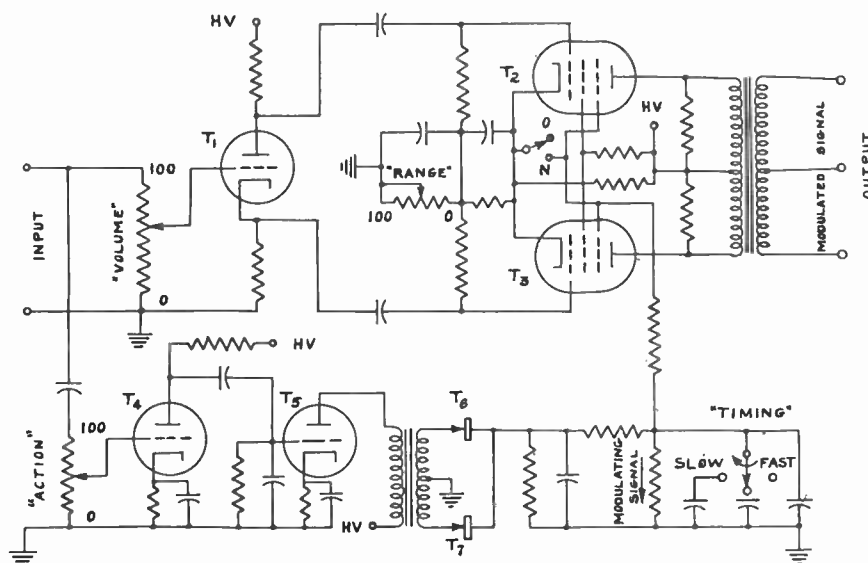 HV
T1
T2
HV
O
N
"RANGE"
100
0
100
"VOLUME"
0
INPUT
T3
MODULATED SIGNAL
OUTPUT
HV
T4
T5
T6
"TIMING"
100
"ACTION"
0
SLOW
FAST
MODULATING
SIGNAL
HV
T7